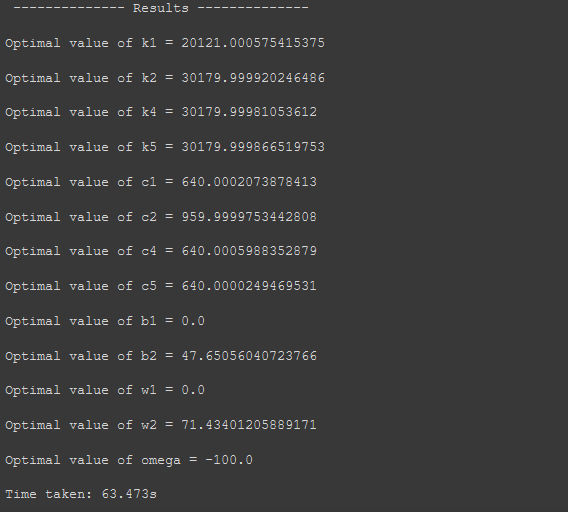 -------------- Results --------------
Optimal value of k1 = 20121.000575415375
Optimal value of k2 = 30179.999920246486
Optimal value of k4 = 30179.99981053612
Optimal value of k5 = 30179.999866519753
Optimal value of c1 = 640.0002073878413
Optimal value of c2 = 959.9999753442808
Optimal value of c4 = 640.0005988352879
Optimal value of c5 = 640.0000249469531
Optimal value of b1 = 0.0
Optimal value of b2 = 47.65056040723766
Optimal value of w1 = 0.0
Optimal value of w2 = 71.43401205889171
Optimal value of omega = -100.0
Time taken: 63.473s